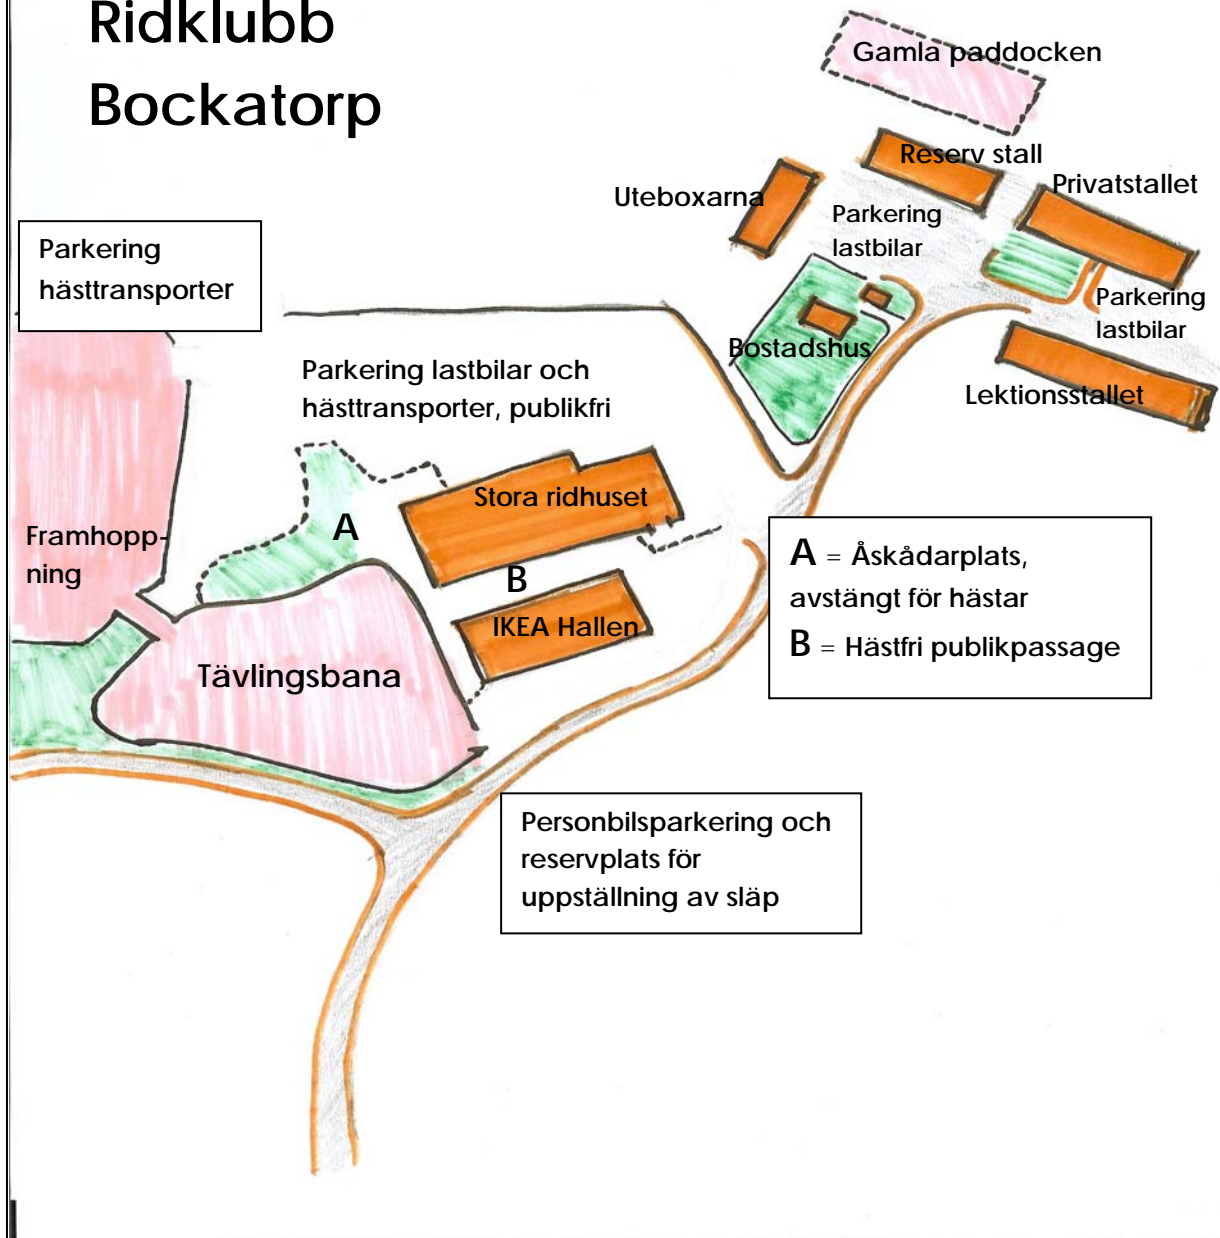 Ridklubb
Bockatorp
Gamla paddocken
Reserv stall
Privatstallet
Uteboxarna
Parkering
lastbilar
Parkering
hästtransporter
Parkering
lastbilar
Bostadshus
Lektionsstallet
Parkering lastbilar och
hästtransporter, publikfri
Stora ridhuset
A
Framhopp-
ning
B
IKEA Hallen
Tävlingsbana
A = Åskådarplats,
avstängt för hästar
B = Hästfri publikpassage
Personbilsparkering och
reservplats för
uppställning av släp